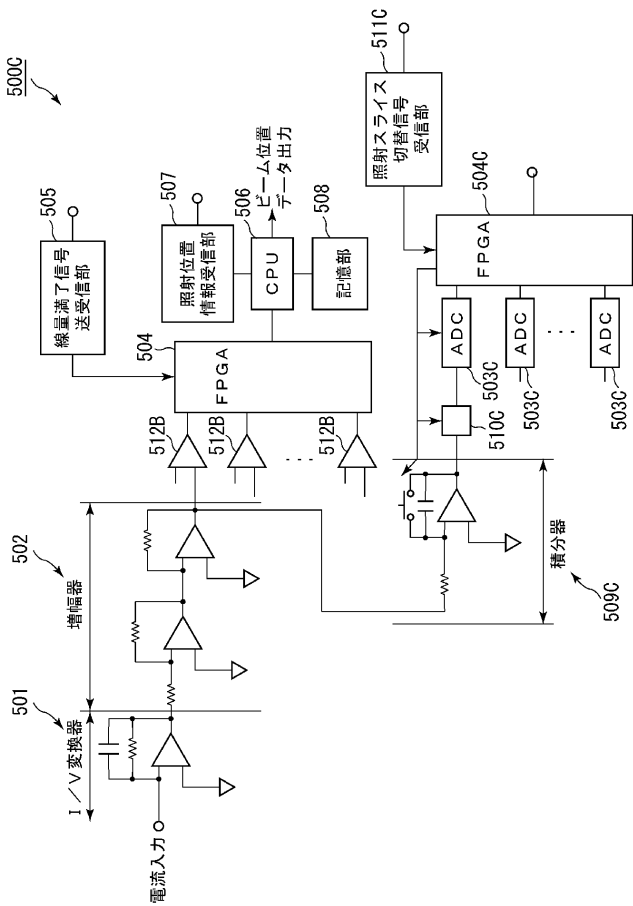 500C
505
線量満了信号
送受信部
507
照射位置
情報受信部
506
CPU
ビーム位置
データ出力
508
記憶部
504
FPGA
512B
512B
512B
511C
照射スライス
切替信号
受信部
504C
FPGA
ADC
503C
ADC
503C
ADC
503C
510C
積分器
509C
502
増幅器
501
I/V変換器
電流入力